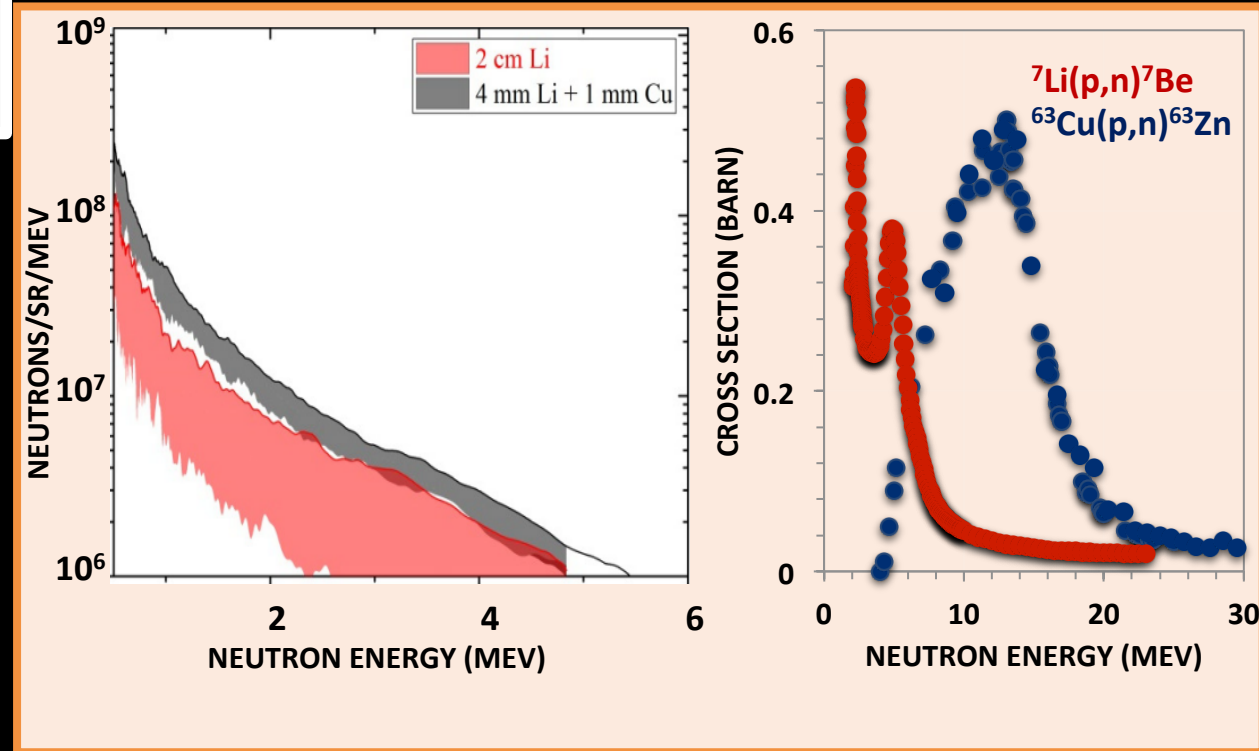 10⁹
10⁸
10⁷
10⁶
NEUTRONS/SR/MEV
2 cm Li
4 mm Li + 1 mm Cu
2 4 6
NEUTRON ENERGY (MEV)
0.6
0.4
0.2
0
CROSS SECTION (BARN)
⁷Li(p,n)⁷Be
⁶³Cu(p,n)⁶³Zn
0 10 20 30
NEUTRON ENERGY (MEV)